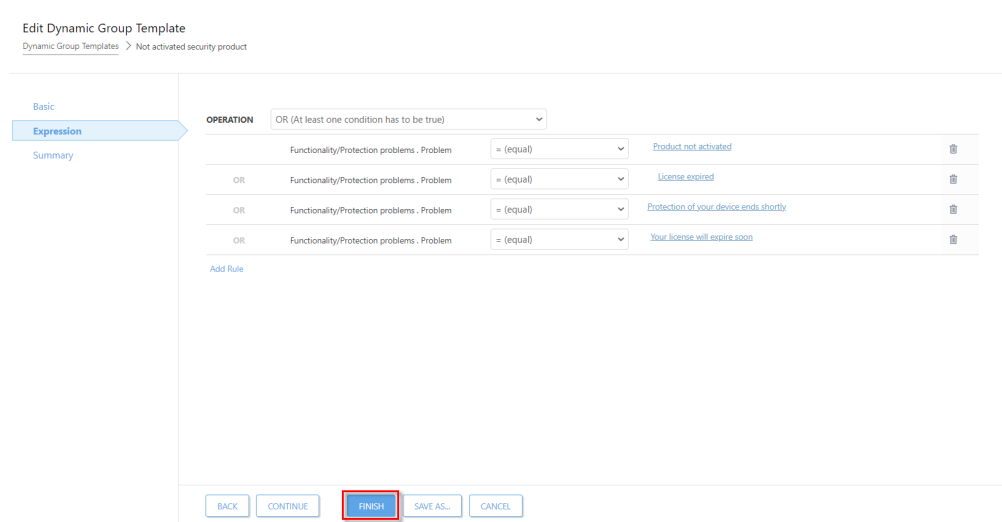 Edit Dynamic Group Template
Dynamic Group Templates > Not activated security product
Basic
Expression
Summary
OPERATION OR (At least one condition has to be true)
Functionality/Protection problems . Problem = (equal) Product not activated
OR Functionality/Protection problems . Problem = (equal) License expired
OR Functionality/Protection problems . Problem = (equal) Protection of your device ends shortly
OR Functionality/Protection problems . Problem = (equal) Your license will expire soon
Add Rule
BACK CONTINUE FINISH SAVE AS... CANCEL